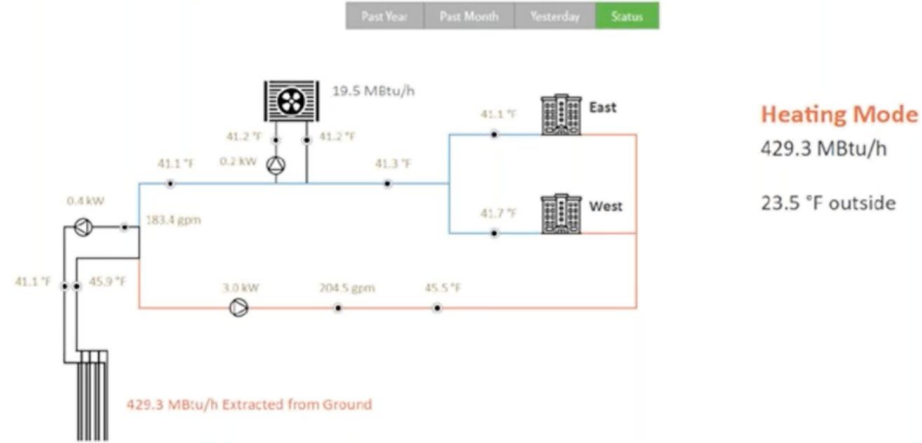 Past Year Past Month Yesterday Status
19.5 MBtu/h
41.1 °F East
Heating Mode
41.2 °F 41.2 °F
429.3 MBtu/h
41.1 °F 0.2 kW 41.3 °F
0.4 kW
41.7 °F West
23.5 °F outside
183.4 gpm
41.1 °F 45.9 °F
3.0 kW 204.5 gpm 45.5 °F
429.3 MBtu/h Extracted from Ground